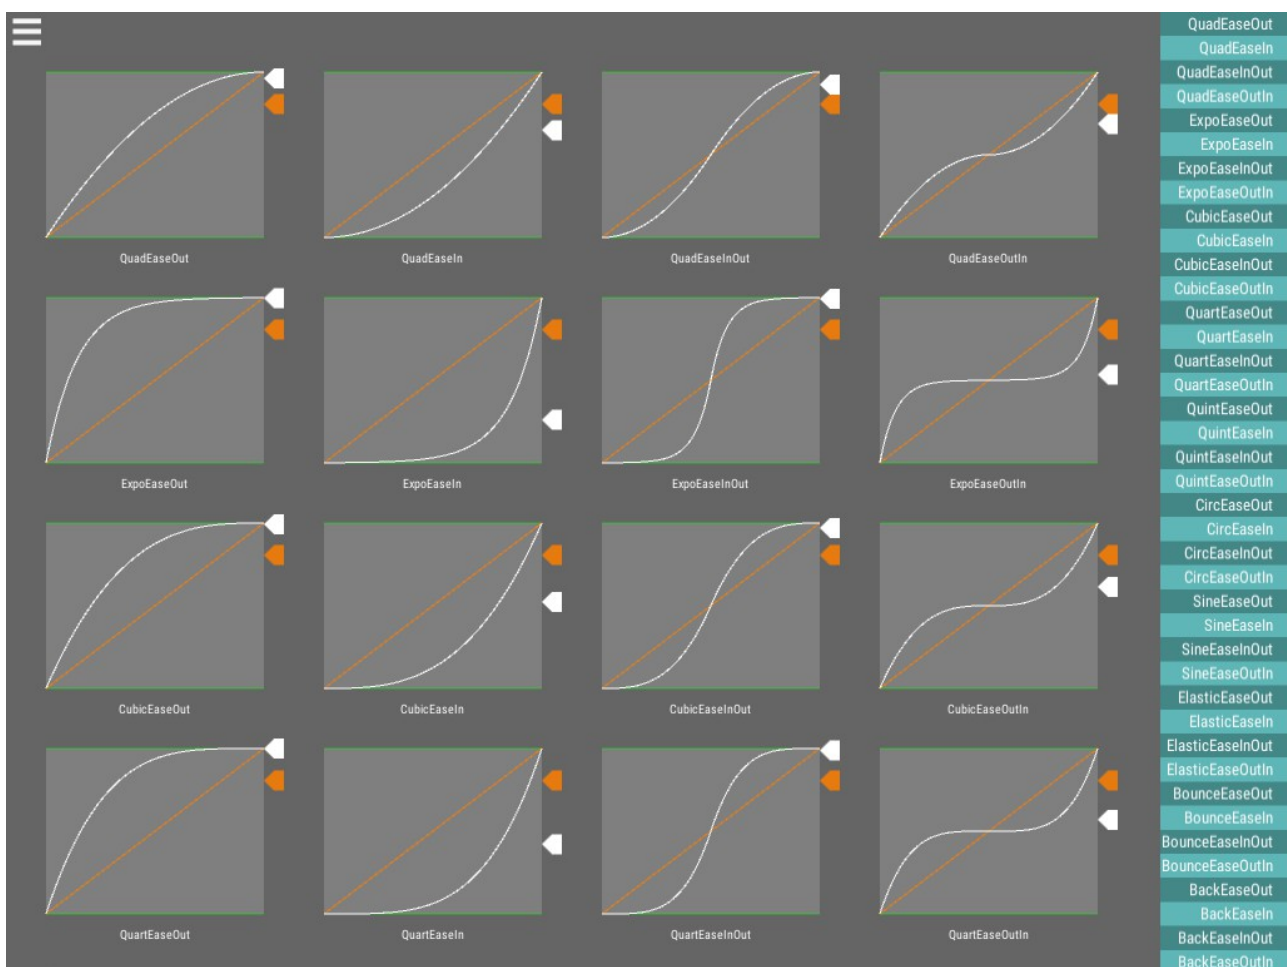 QuadEaseOut
QuadEaseIn
QuadEaseInOut
QuadEaseOutIn
ExpoEaseOut
ExpoEaseIn
ExpoEaseInOut
ExpoEaseOutIn
CubicEaseOut
CubicEaseIn
CubicEaseInOut
CubicEaseOutIn
QuartEaseOut
QuartEaseIn
QuartEaseInOut
QuartEaseOutIn
QuadEaseOut
QuadEaseIn
QuadEaseInOut
QuadEaseOutIn
ExpoEaseOut
ExpoEaseIn
ExpoEaseInOut
ExpoEaseOutIn
CubicEaseOut
CubicEaseIn
CubicEaseInOut
CubicEaseOutIn
QuartEaseOut
QuartEaseIn
QuartEaseInOut
QuartEaseOutIn
QuintEaseOut
QuintEaseIn
QuintEaseInOut
QuintEaseOutIn
CircEaseOut
CircEaseIn
CircEaseInOut
CircEaseOutIn
SineEaseOut
SineEaseIn
SineEaseInOut
SineEaseOutIn
ElasticEaseOut
ElasticEaseIn
ElasticEaseInOut
ElasticEaseOutIn
BounceEaseOut
BounceEaseIn
BounceEaseInOut
BounceEaseOutIn
BackEaseOut
BackEaseIn
BackEaseInOut
BackEaseOutIn